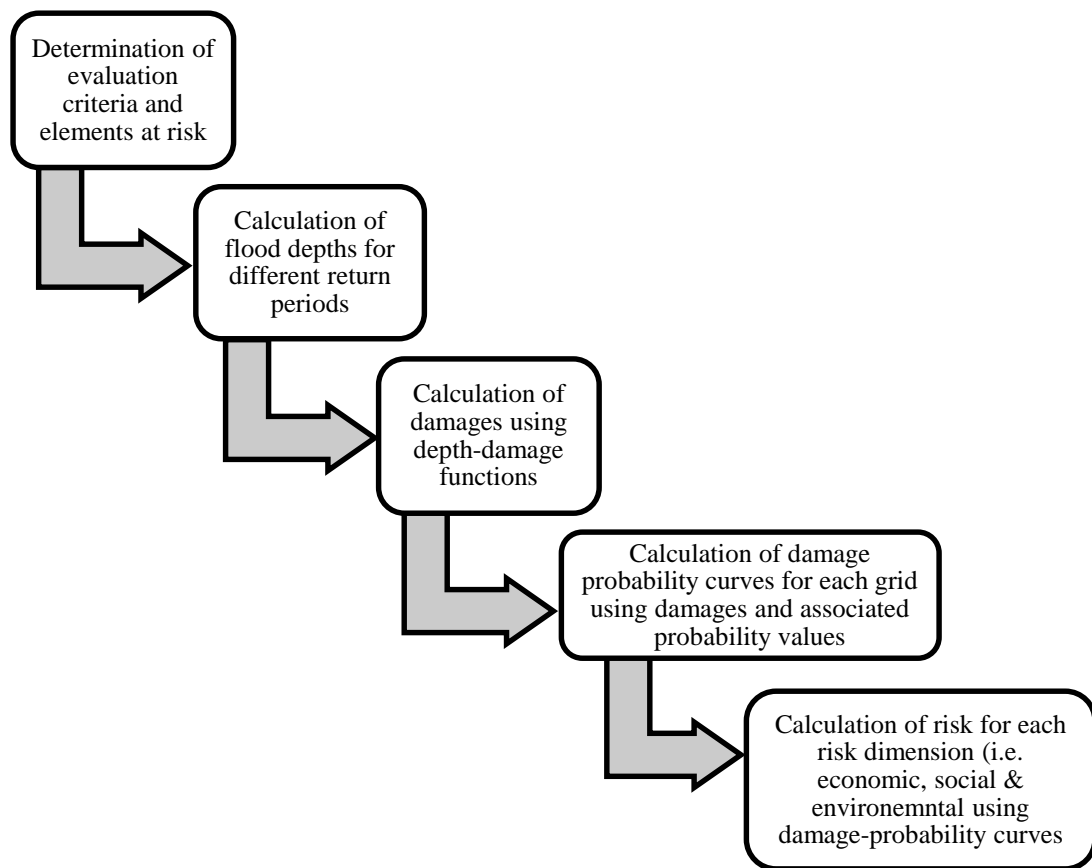 Determination of
evaluation
criteria and
elements at risk
Calculation of
flood depths for
different return
periods
Calculation of
damages using
depth-damage
functions
Calculation of damage
probability curves for each grid
using damages and associated
probability values
Calculation of risk for each
risk dimension (i.e.
economic, social &
environemntal using
damage-probability curves